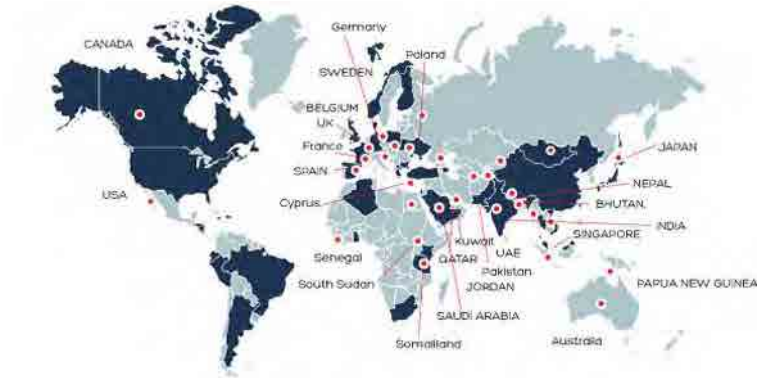 Germany
CANADA
Poland
SWEDEN
BELGIUM
UK
France
JAPAN
SPAIN
NEPAL
USA
Cyprus
BHUTAN
INDIA
Kuwait
UAE
SINGAPORE
Senegal
QATAR
Pakistan
South Sudan
JORDAN
PAPUA NEW GUINEA
SAUDI ARABIA
Somaliland
Australia